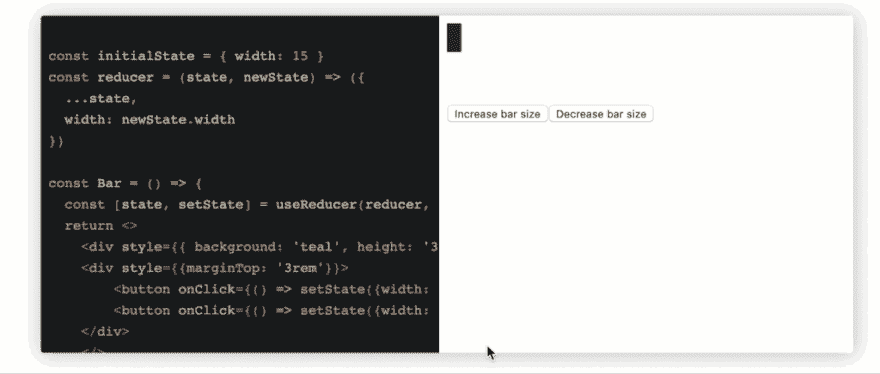 const initialState = { width: 15 }
const reducer = (state, newState) => ({
  ...state,
  width: newState.width
})
const Bar = () => {
  const [state, setState] = useReducer(reducer,
  return <>
    <div style={{ background: 'teal', height: '3
    <div style={{marginTop: '3rem'}}>
        <button onClick={() => setState({width:
        <button onClick={() => setState({width:
    </div>
    </>
Increase bar size
Decrease bar size